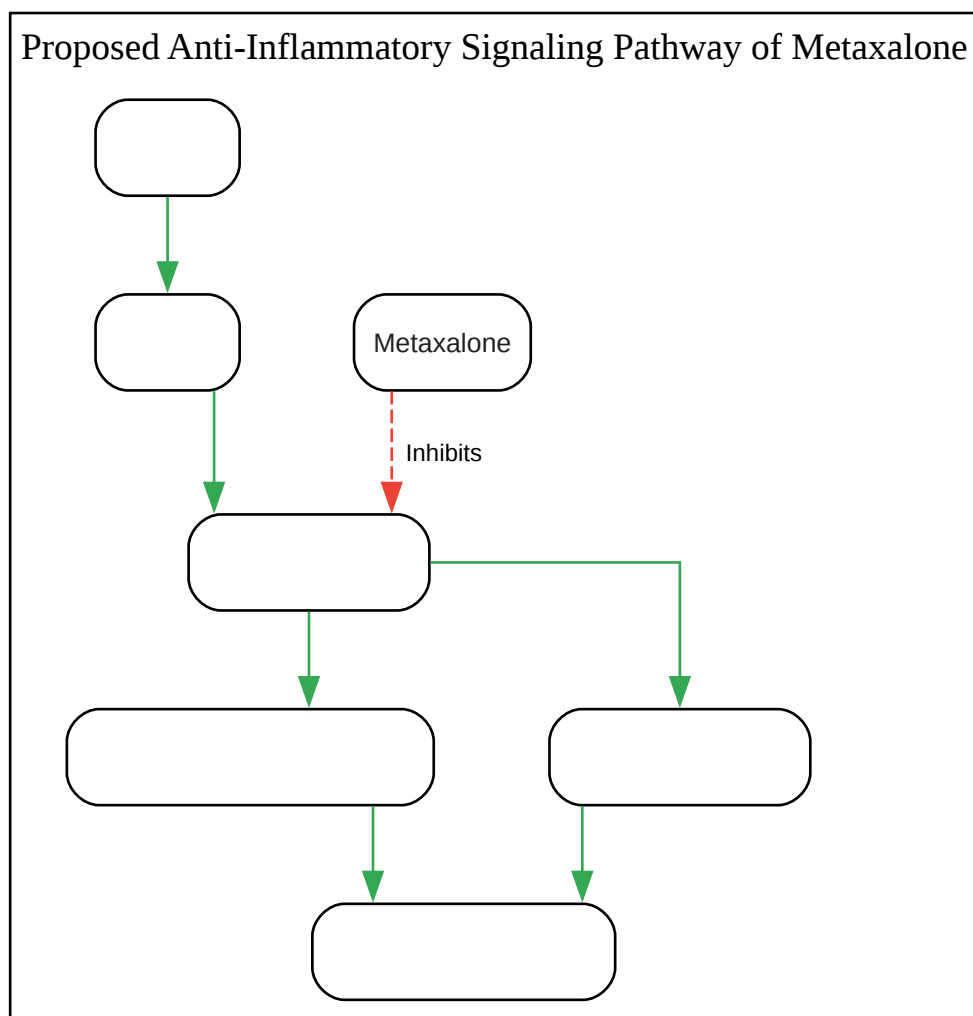 Proposed Anti-Inflammatory Signaling Pathway of Metaxalone
Metaxalone
Inhibits